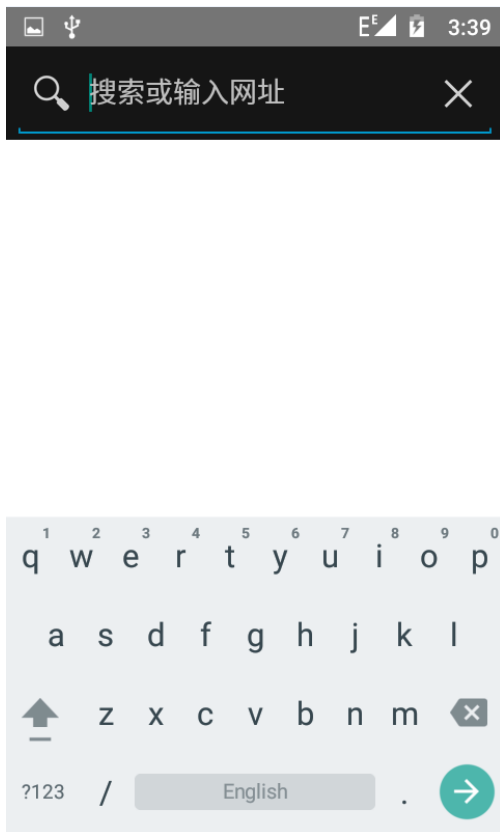 EE 3:39
搜索或输入网址
1 2 3 4 5 6 7 8 9 0
q w e r t y u i o p
a s d f g h j k l
z x c v b n m
?123 / English .